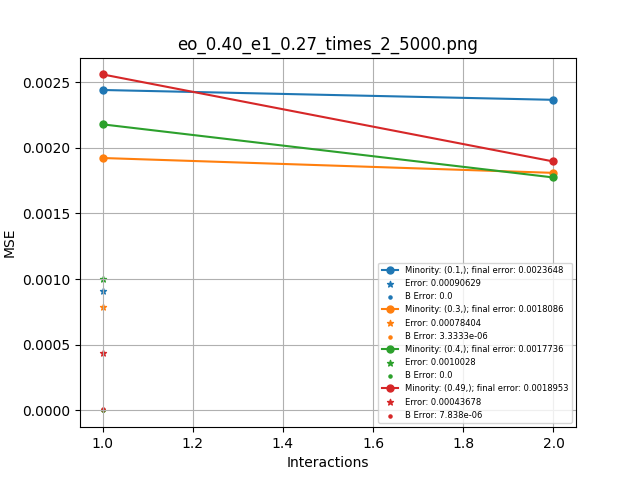 eo_0.40_e1_0.27_times_2_5000.png
MSE
0.0025
0.0020
0.0015
0.0010
0.0005
0.0000
Minority: (0.1,); final error: 0.0023648
Error: 0.00090629
B Error: 0.0
Minority: (0.3,); final error: 0.0018086
Error: 0.00078404
B Error: 3.3333e-06
Minority: (0.4,); final error: 0.0017736
Error: 0.0010028
B Error: 0.0
Minority: (0.49,); final error: 0.0018953
Error: 0.00043678
B Error: 7.838e-06
1.0 1.2 1.4 1.6 1.8 2.0
Interactions